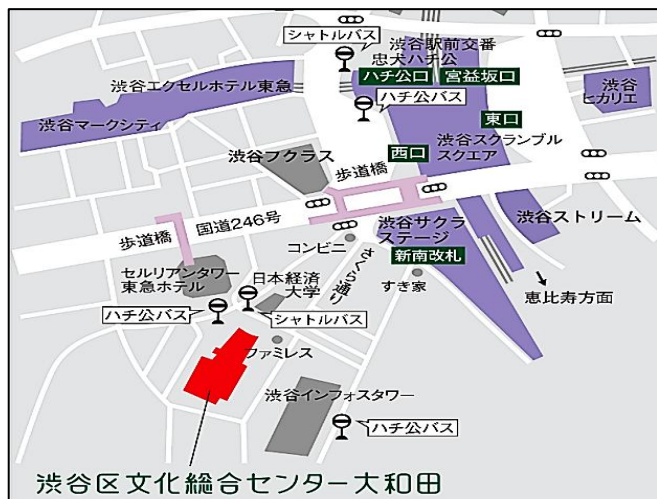 シャトルバス
渋谷駅前交番
忠犬ハチ公
ハチ公口
宮益坂口
渋谷エクセルホテル東急
ハチ公バス
渋谷
ヒカリエ
渋谷マークシティ
東口
渋谷スクランブル
スクエア
渋谷フクラス
西口
歩道橋
国道246号
歩道橋
渋谷サクラ
ステージ
渋谷ストリーム
コンビニ
新南改札
さくら通り
セルリアンタワー
東急ホテル
日本経済
大学
すき家
恵比寿方面
ハチ公バス
シャトルバス
ファミレス
渋谷インフォスタワー
ハチ公バス
渋谷区文化総合センター大和田